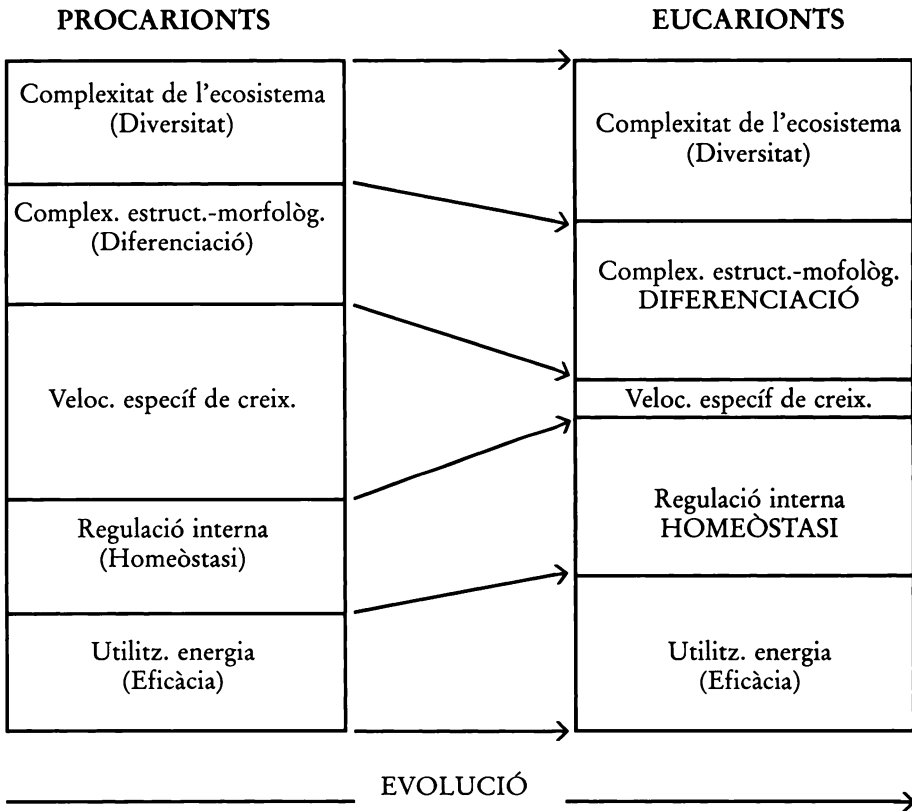 PROCARIONTS
Complexitat de l'ecosistema
(Diversitat)
Complex. estruct.-morfològ.
(Diferenciació)
Veloc. específ de creix.
Regulació interna
(Homeòstasi)
Utilitz. energia
(Eficàcia)
EUCARIONTS
Complexitat de l'ecosistema
(Diversitat)
Complex. estruct.-mofològ.
DIFERENCIACIÓ
Veloc. específ de creix.
Regulació interna
HOMEÒSTASI
Utilitz. energia
(Eficàcia)
EVOLUCIÓ